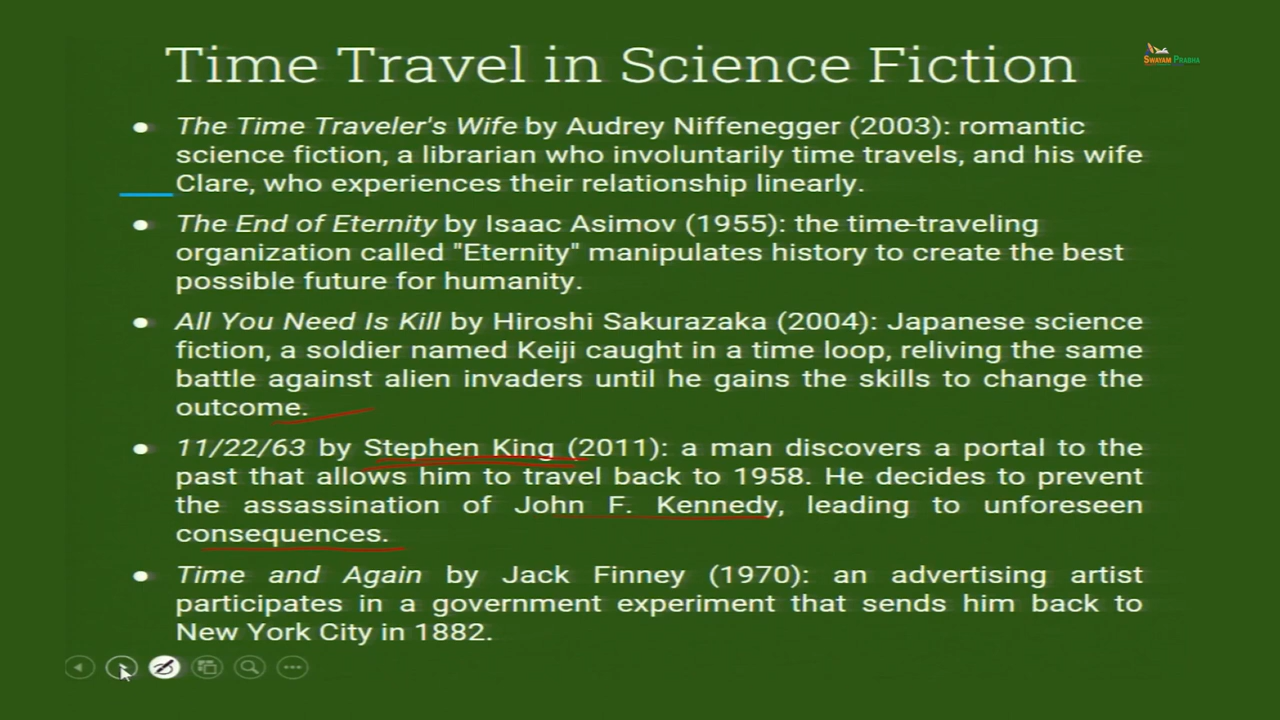 Time Travel in Science Fiction
SWAYAM PRABHA
● The Time Traveler's Wife by Audrey Niffenegger (2003): romantic
science fiction, a librarian who involuntarily time travels, and his wife
Clare, who experiences their relationship linearly.
● The End of Eternity by Isaac Asimov (1955): the time-traveling
organization called "Eternity" manipulates history to create the best
possible future for humanity.
● All You Need Is Kill by Hiroshi Sakurazaka (2004): Japanese science
fiction, a soldier named Keiji caught in a time loop, reliving the same
battle against alien invaders until he gains the skills to change the
outcome.
● 11/22/63 by Stephen King (2011): a man discovers a portal to the
past that allows him to travel back to 1958. He decides to prevent
the assassination of John F. Kennedy, leading to unforeseen
consequences.
● Time and Again by Jack Finney (1970): an advertising artist
participates in a government experiment that sends him back to
New York City in 1882.